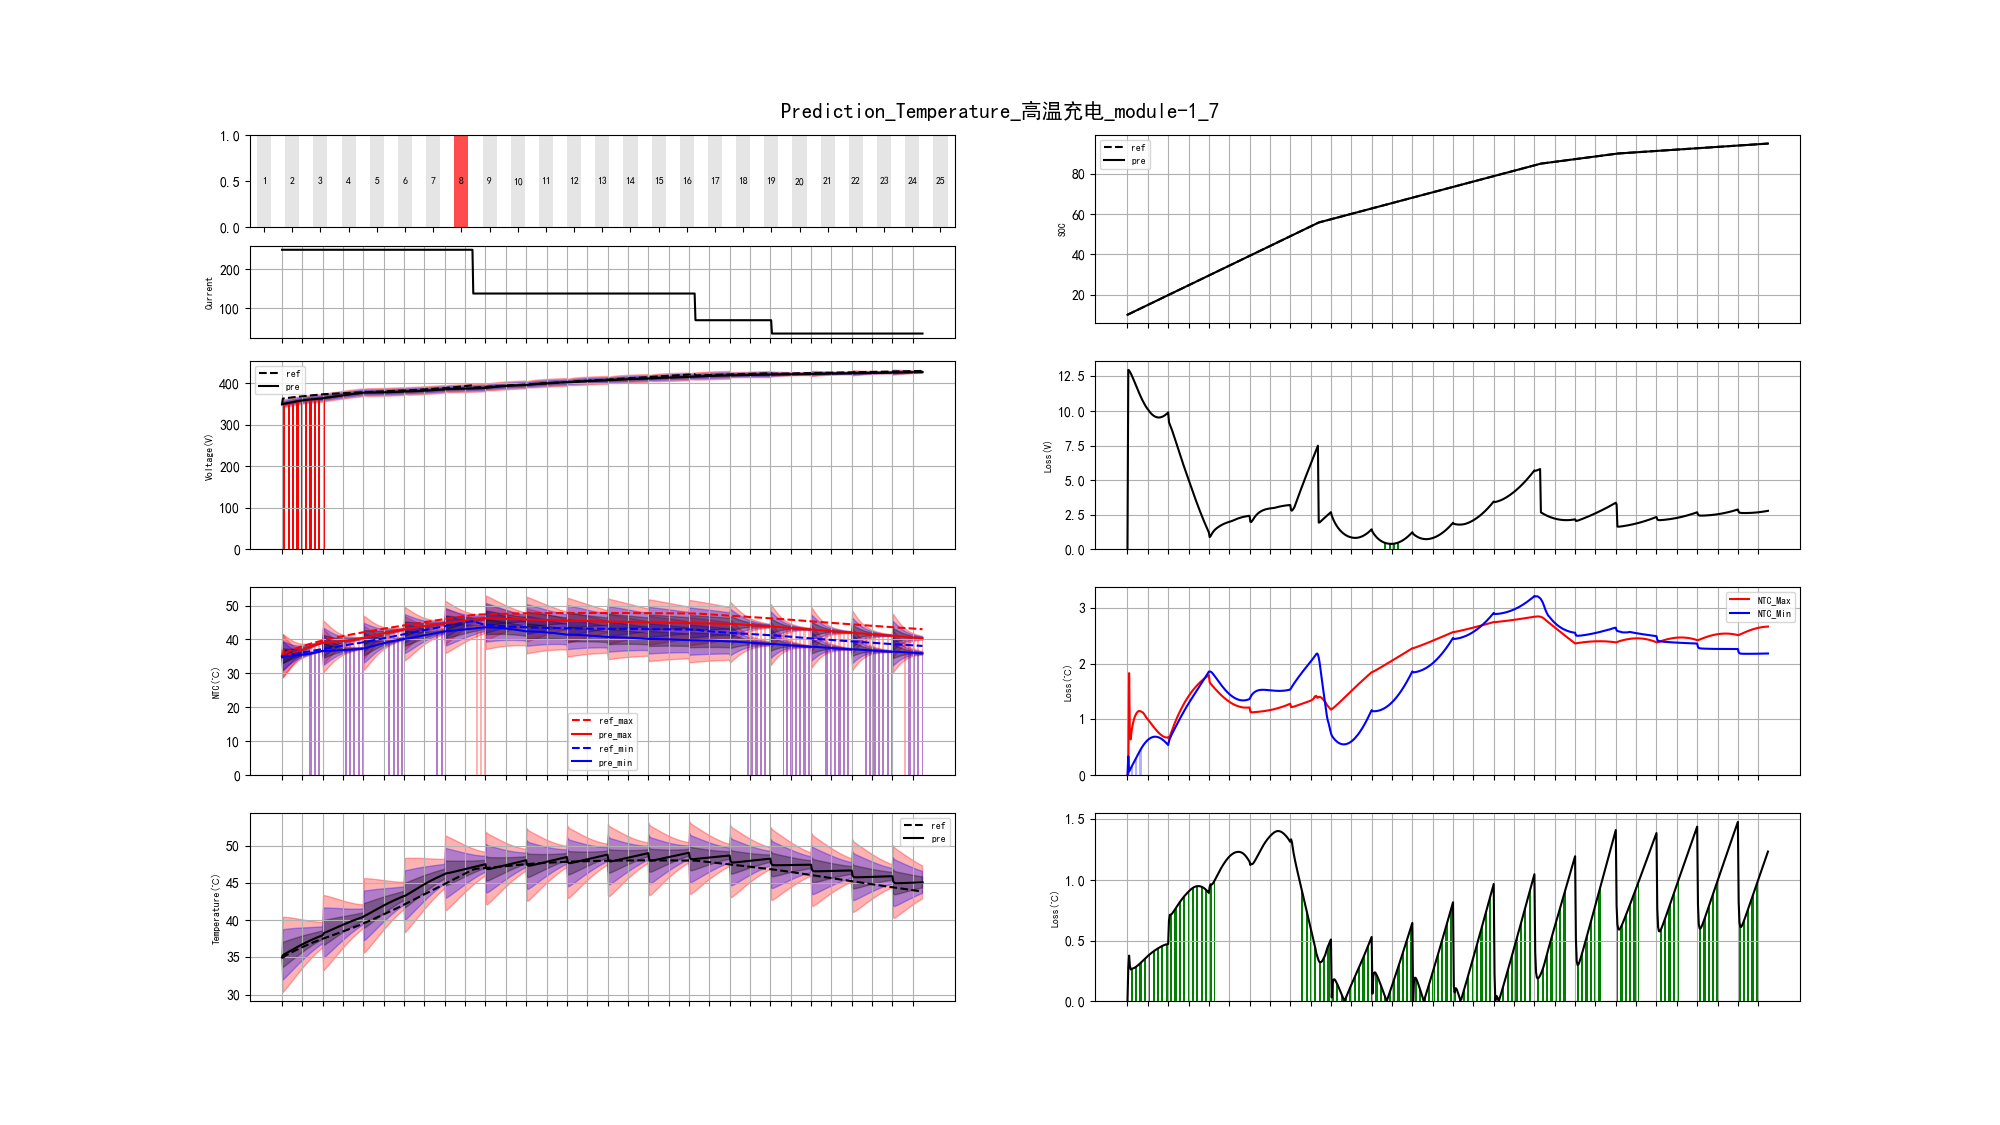 Prediction_Temperature_高温充电_module-1_7
1.0
0.5
0.0
1 2 3 4 5 6 7 8 9 10 11 12 13 14 15 16 17 18 19 20 21 22 23 24 25
Current
200
100
SOC
80
60
40
20
ref
pre
Voltage(V)
400
300
200
100
0
ref
pre
Loss(V)
12.5
10.0
7.5
5.0
2.5
0.0
NTC(℃)
50
40
30
20
10
0
ref_max
pre_max
ref_min
pre_min
Loss(℃)
3
2
1
0
NTC_Max
NTC_Min
Temperature(℃)
50
45
40
35
30
ref
pre
Loss(℃)
1.5
1.0
0.5
0.0